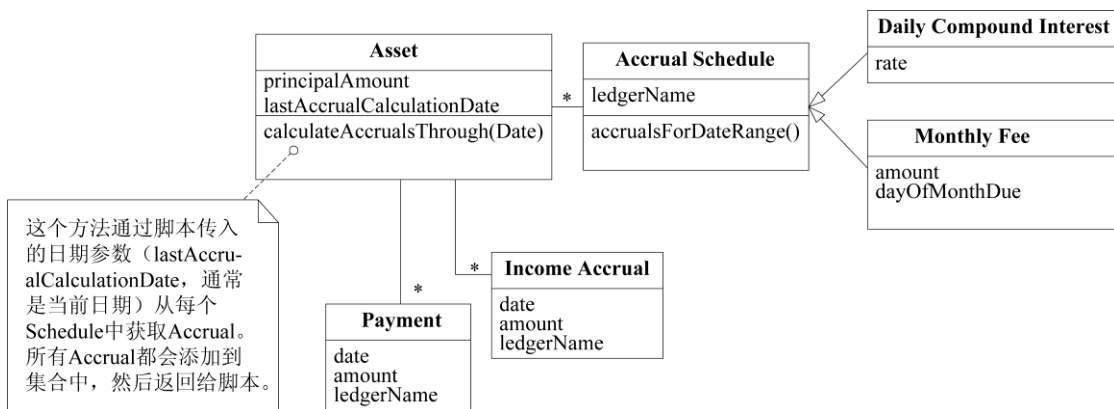 Asset
principalAmount
lastAccrualCalculationDate
calculateAccrualsThrough(Date)
*
Accrual Schedule
ledgerName
accrualsForDateRange()
Daily Compound Interest
rate
Monthly Fee
amount
dayOfMonthDue
这个方法通过脚本传入
的日期参数（lastAccru-
alCalculationDate，通常
是当前日期）从每个
Schedule中获取Accrual。
所有Accrual都会添加到
集合中，然后返回给脚本。
*
Payment
date
amount
ledgerName
*
Income Accrual
date
amount
ledgerName